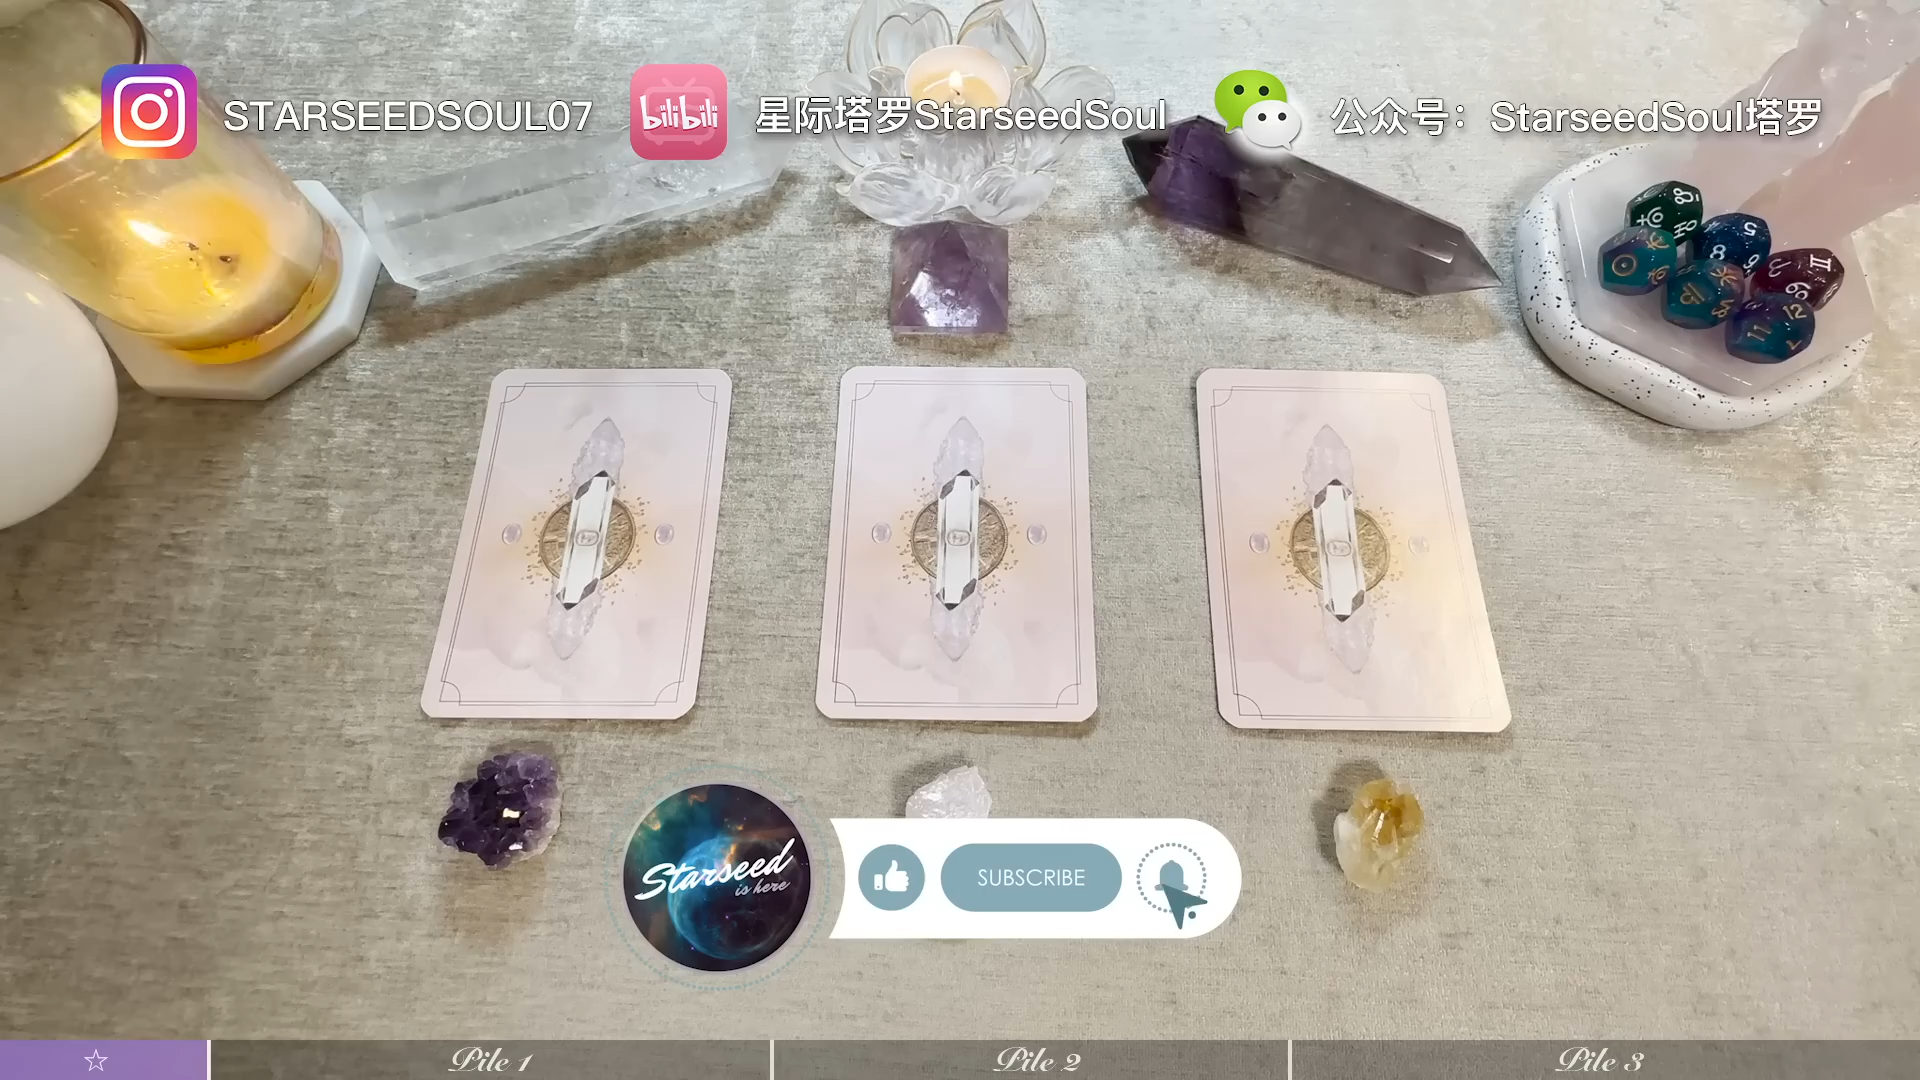 STARSEEDSOUL07
bilibili
星际塔罗StarseedSoul
公众号：StarseedSoul塔罗
Starseed
is here
SUBSCRIBE
Pile 1
Pile 2
Pile 3